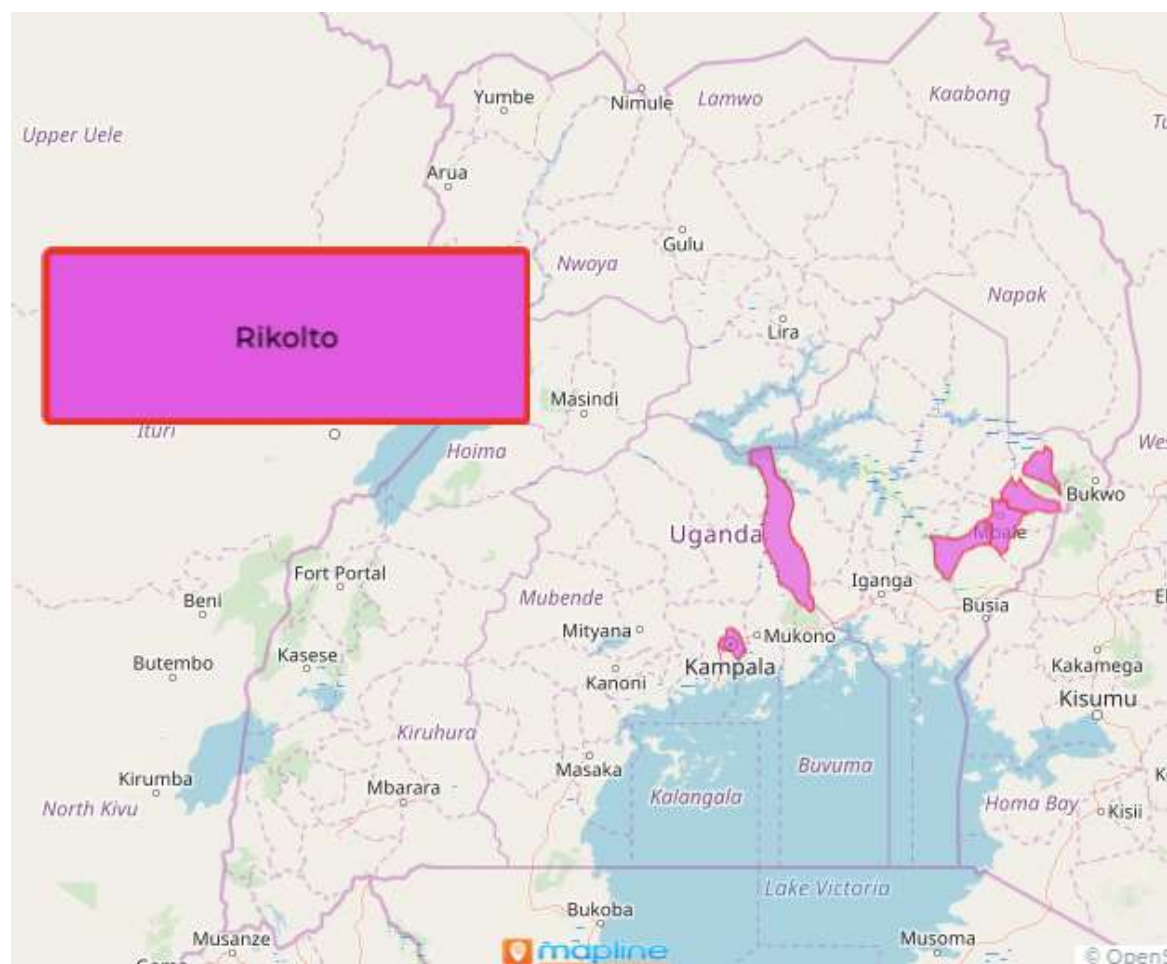 Yumbe
Nimule
Lamwo
Kaabong
Upper Uele
Arua
Gulu
Nwoya
Napak
Rikolto
Lira
Masindi
Ituri
Hoima
Bukwo
Uganda
Mbale
Fort Portal
Iganga
Beni
Mubende
Busia
Mityana
Mukono
Butembo
Kasese
Kampala
Kakamega
Kanoni
Kisumu
Kiruhura
Masaka
Buvuma
Kirumba
Mbarara
Kalangala
North Kivu
Homa Bay
Kisii
Lake Victoria
Bukoba
Musanze
mapline
Musoma
© OpenS